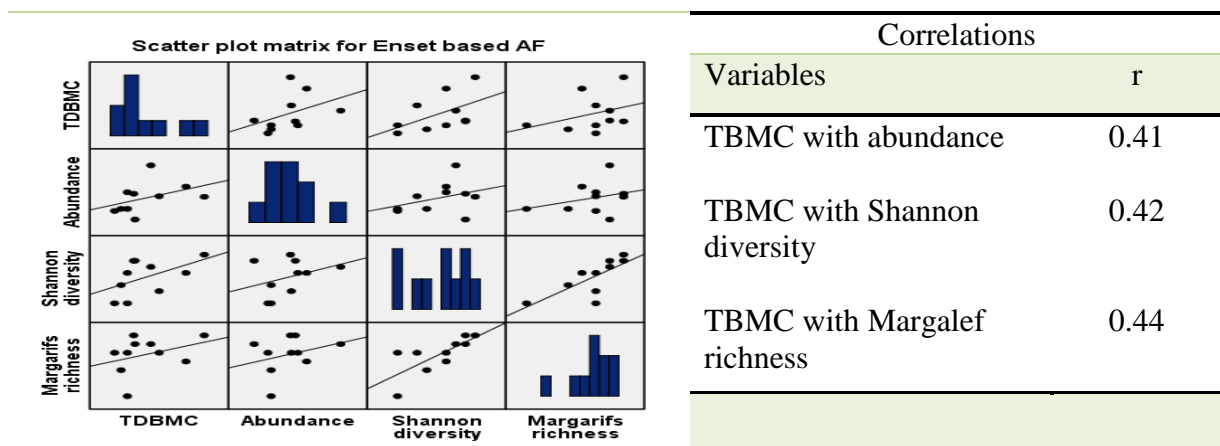 Scatter plot matrix for Enset based AF
TDBMC
Abundance
Shannon
diversity
Margarifs
richness
TDBMC
Abundance
Shannon
diversity
Margarifs
richness
Correlations
Variables r
TBMC with abundance 0.41
TBMC with Shannon 0.42
diversity
TBMC with Margalef 0.44
richness